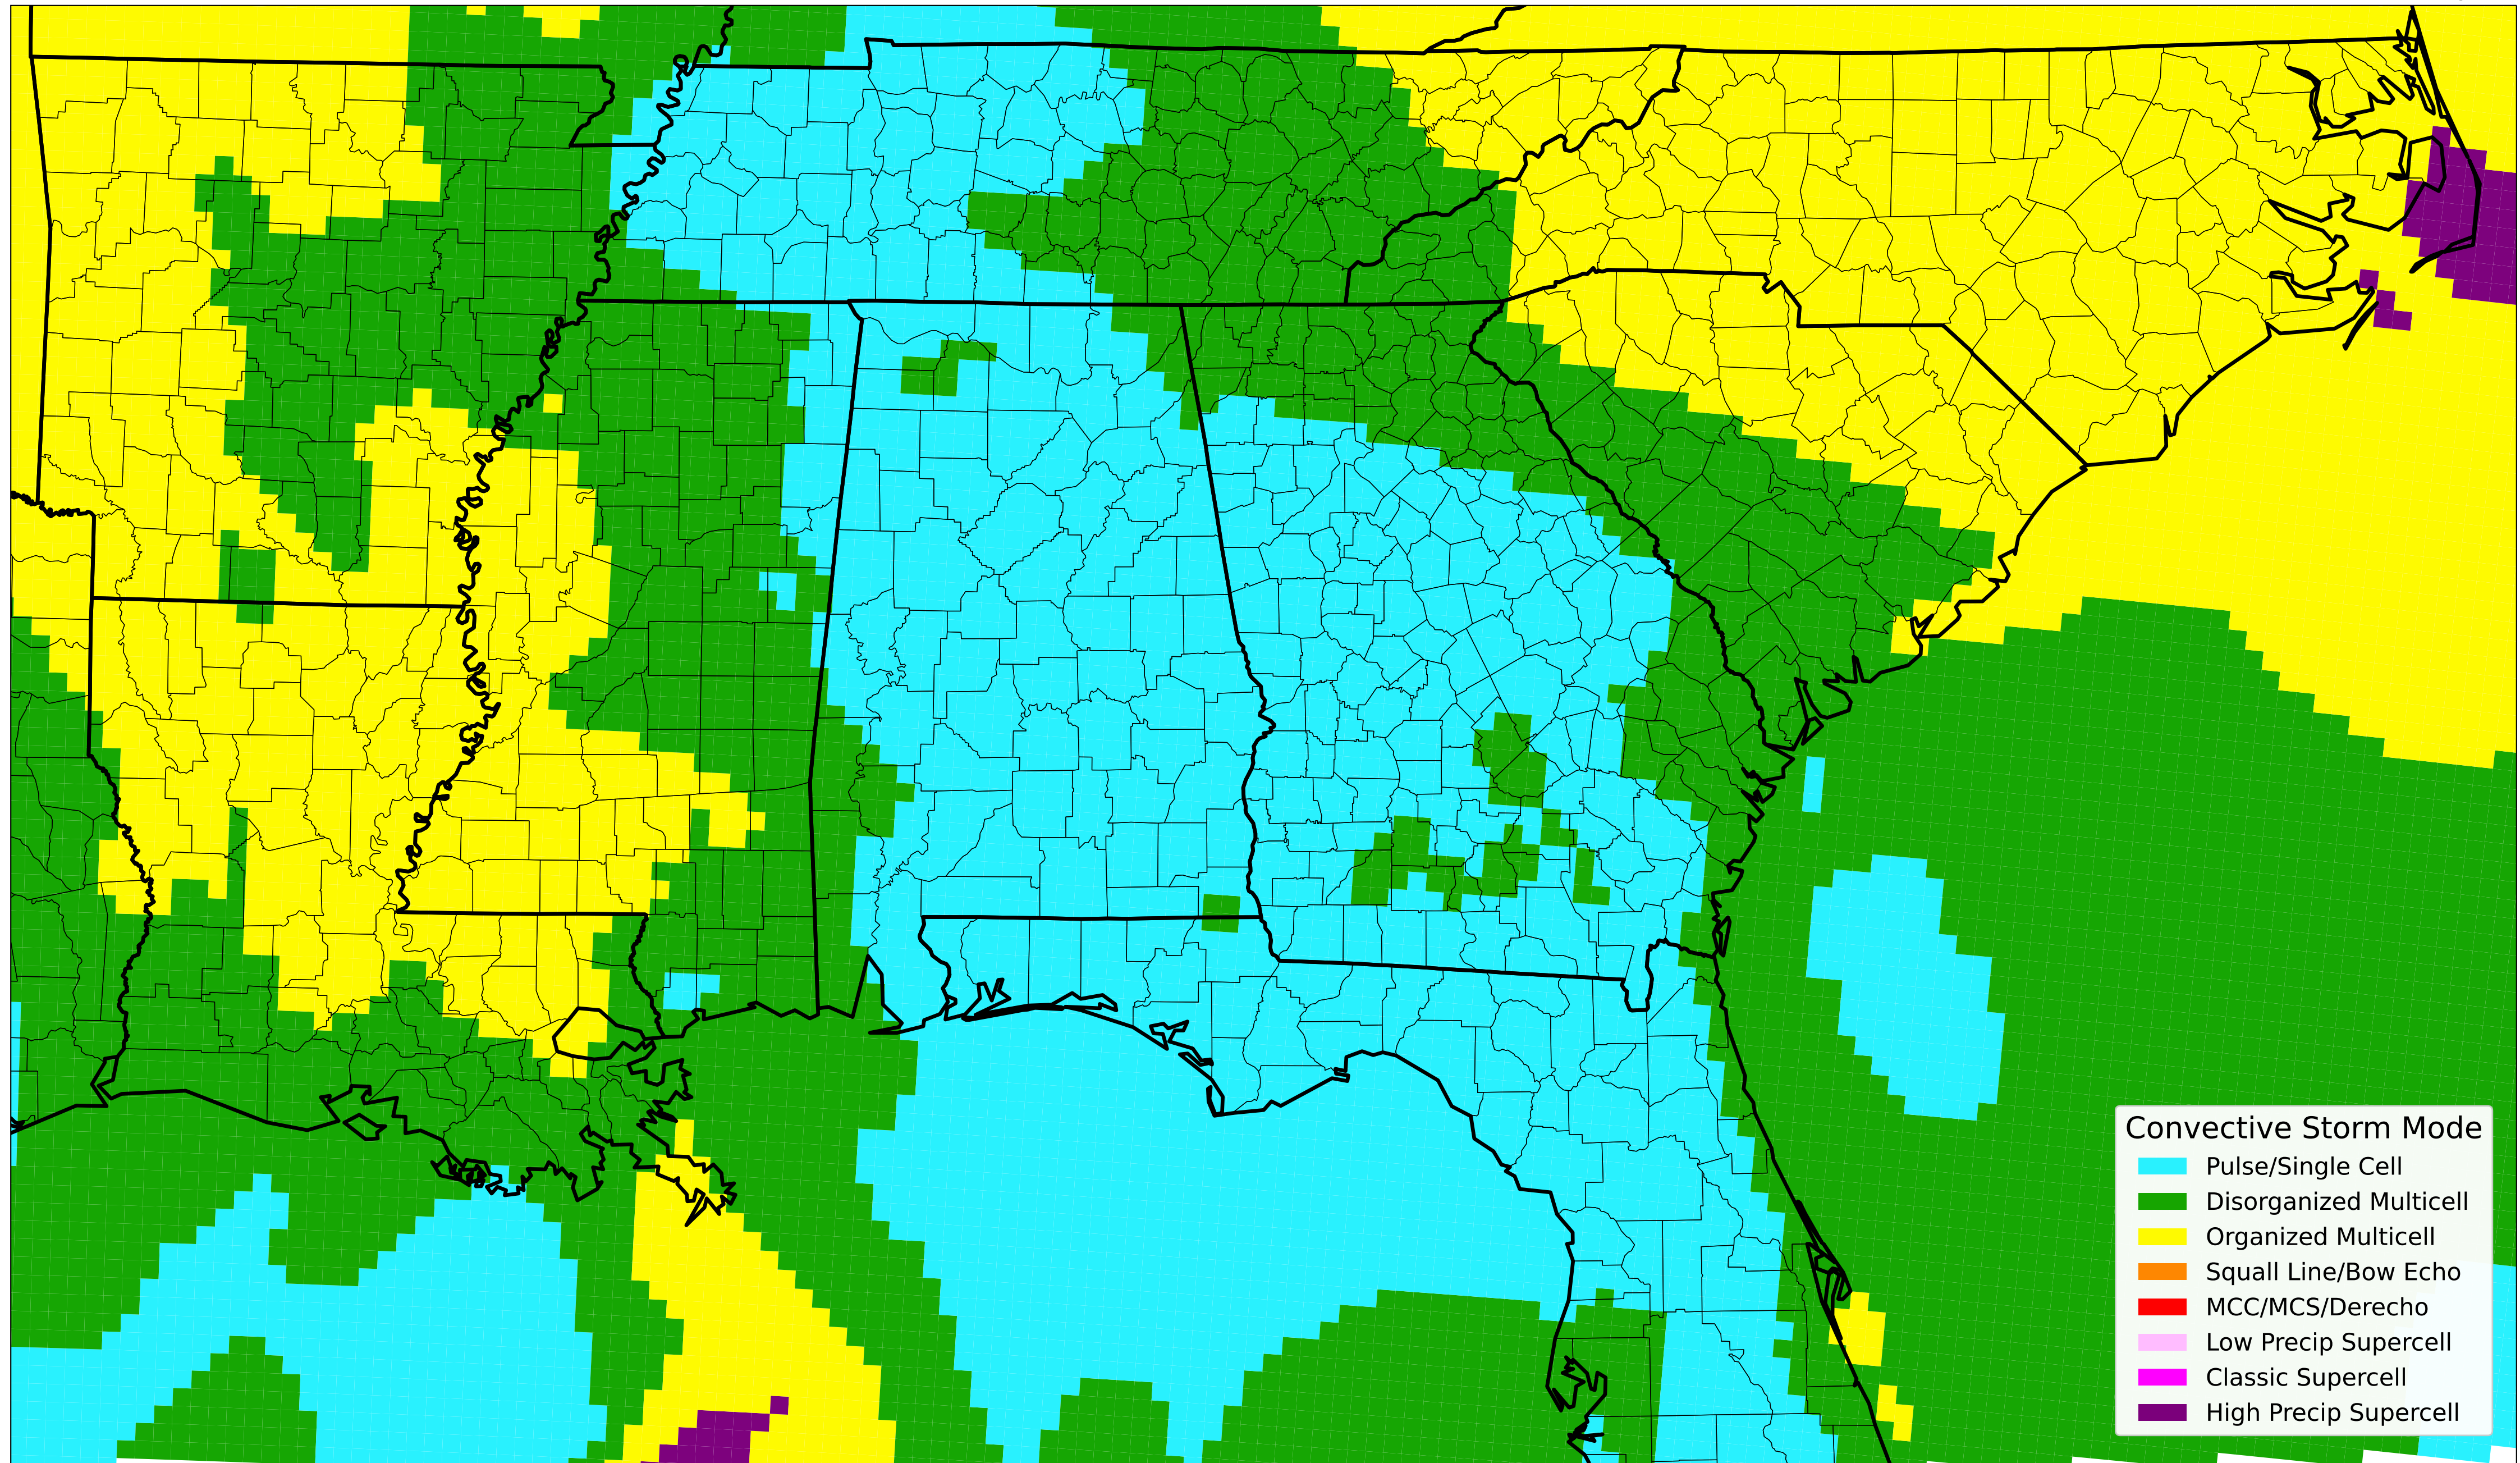 Convective Storm Mode
Pulse/Single Cell
Disorganized Multicell
Organized Multicell
Squall Line/Bow Echo
MCC/MCS/Derecho
Low Precip Supercell
Classic Supercell
High Precip Supercell